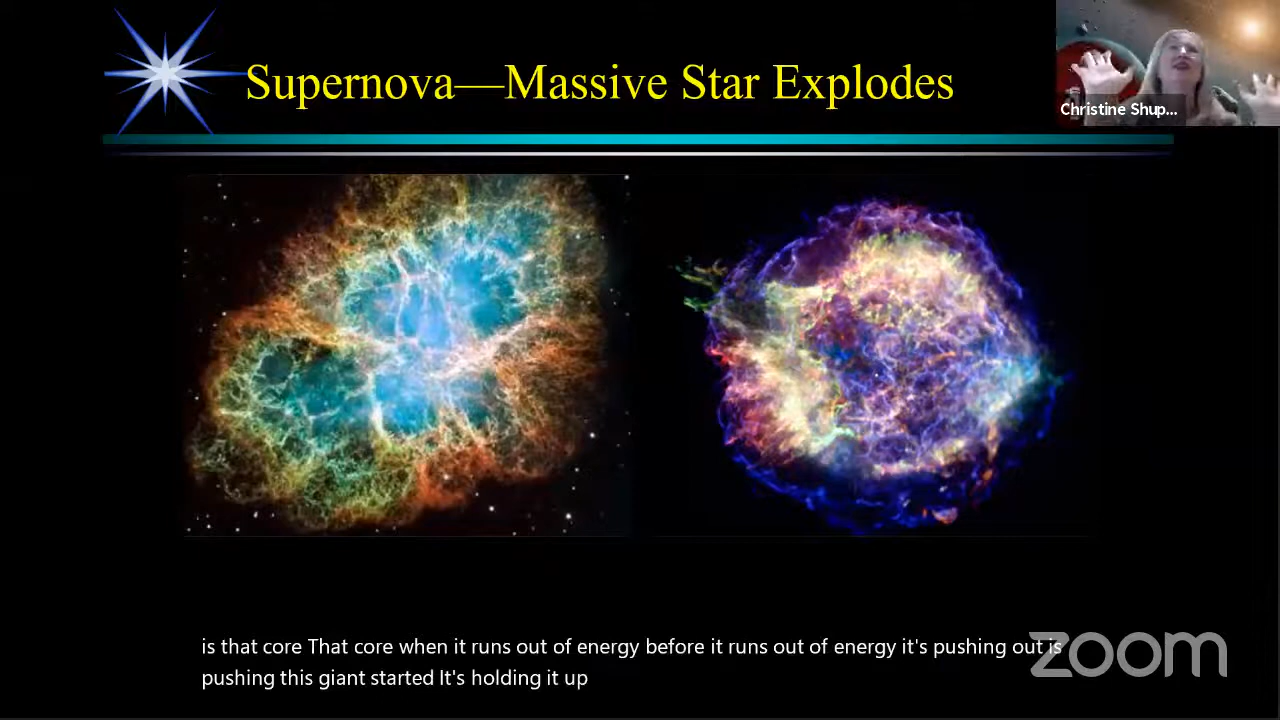 Supernova—Massive Star Explodes
Christine Shup...
is that core That core when it runs out of energy before it runs out of energy it's pushing out is
pushing this giant started It's holding it up
zoom